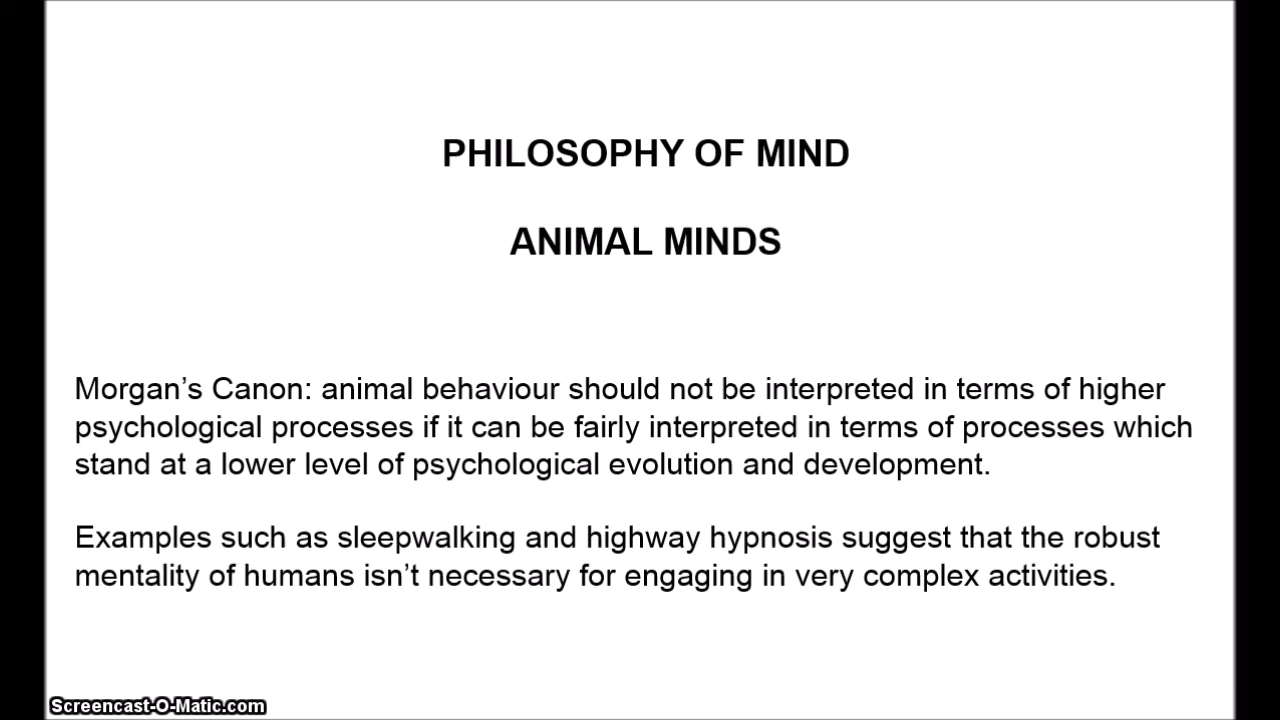 PHILOSOPHY OF MIND
ANIMAL MINDS
Morgan’s Canon: animal behaviour should not be interpreted in terms of higher
psychological processes if it can be fairly interpreted in terms of processes which
stand at a lower level of psychological evolution and development.
Examples such as sleepwalking and highway hypnosis suggest that the robust
mentality of humans isn’t necessary for engaging in very complex activities.
Screencast-O-Matic.com